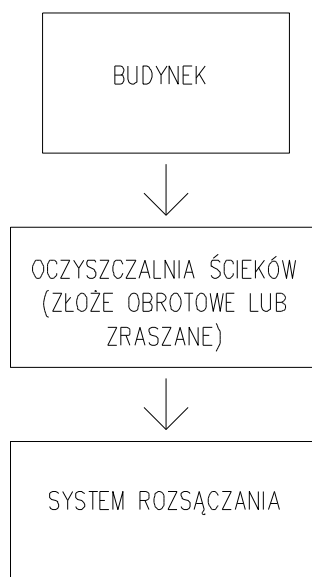 BUDYNEK
OCZYSZCZALNIA ŚCIEKÓW
(ZŁOŻE OBROTOWE LUB
ZRASZANE)
SYSTEM ROZSĄCZANIA